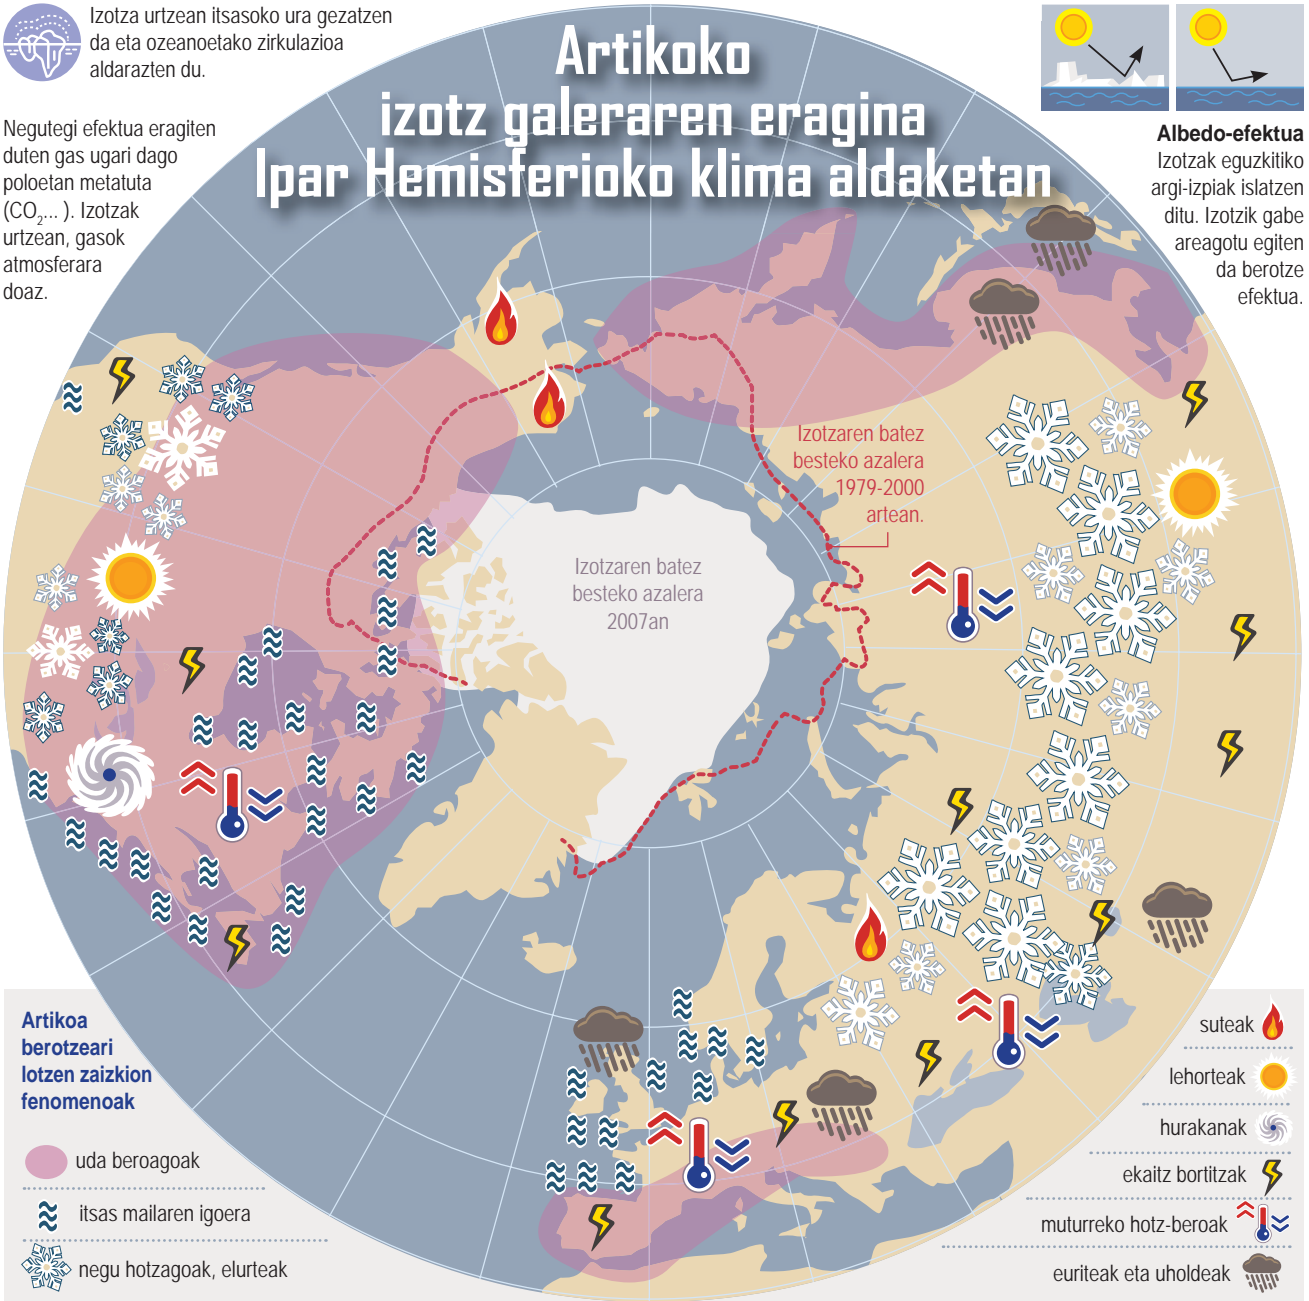 Izotza urtzean itsasoko ura gezatzen
da eta ozeanoetako zirkulazioa
aldarazten du.
Negutegi efektua eragiten
duten gas ugari dago
poloetan metatuta
(CO₂... ). Izotzak
urtzean, gasok
atmosferara
doaz.
Artikoko
izotz galeraren eragina
Ipar Hemisferioko klima aldaketan
Albedo-efektua
Izotzak eguzkitiko
argi-izpiak islatzen
ditu. Izotzik gabe
areagotu egiten
da berotze
efektua.
Izotzaren batez
besteko azalera
1979-2000
artean.
Izotzaren batez
besteko azalera
2007an
Artikoa
berotzeari
lotzen zaizkion
fenomenoak
uda beroagoak
itsas mailaren igoera
negu hotzagoak, elurteak
suteak
lehorteak
hurakanak
ekaitz bortitzak
muturreko hotz-beroak
euriteak eta uholdeak